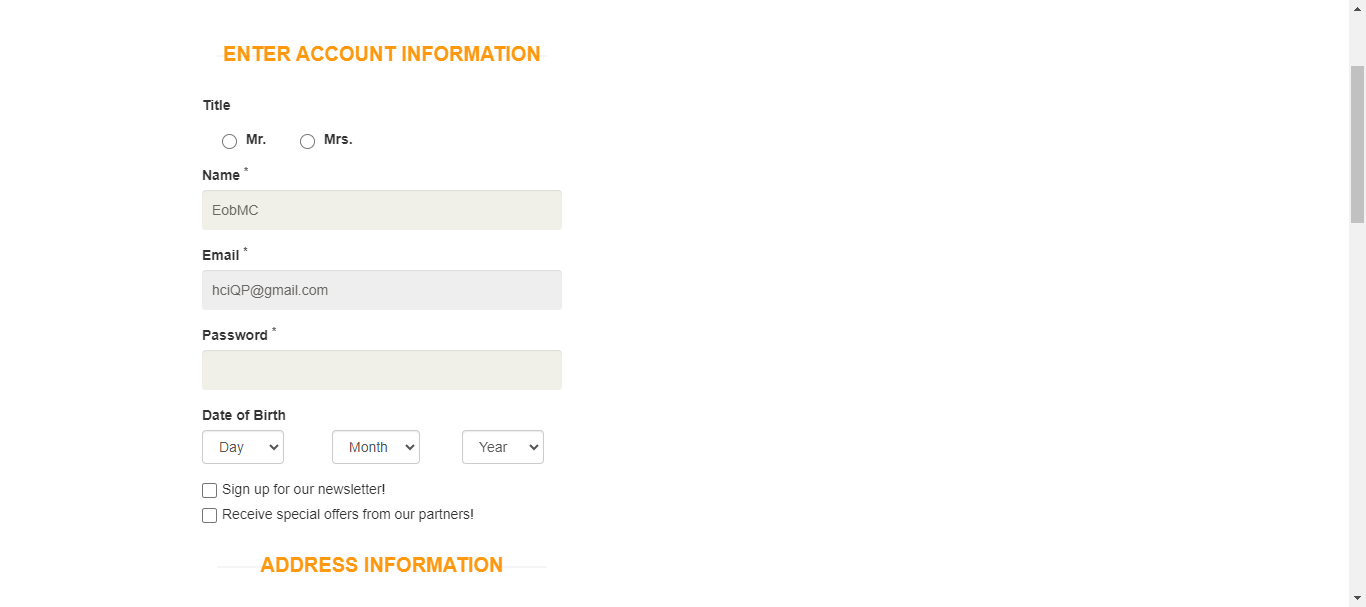 ENTER ACCOUNT INFORMATION
Title
Mr. Mrs.
Name *
EobMC
Email *
hciQP@gmail.com
Password *
Date of Birth
Day Month Year
Sign up for our newsletter!
Receive special offers from our partners!
ADDRESS INFORMATION